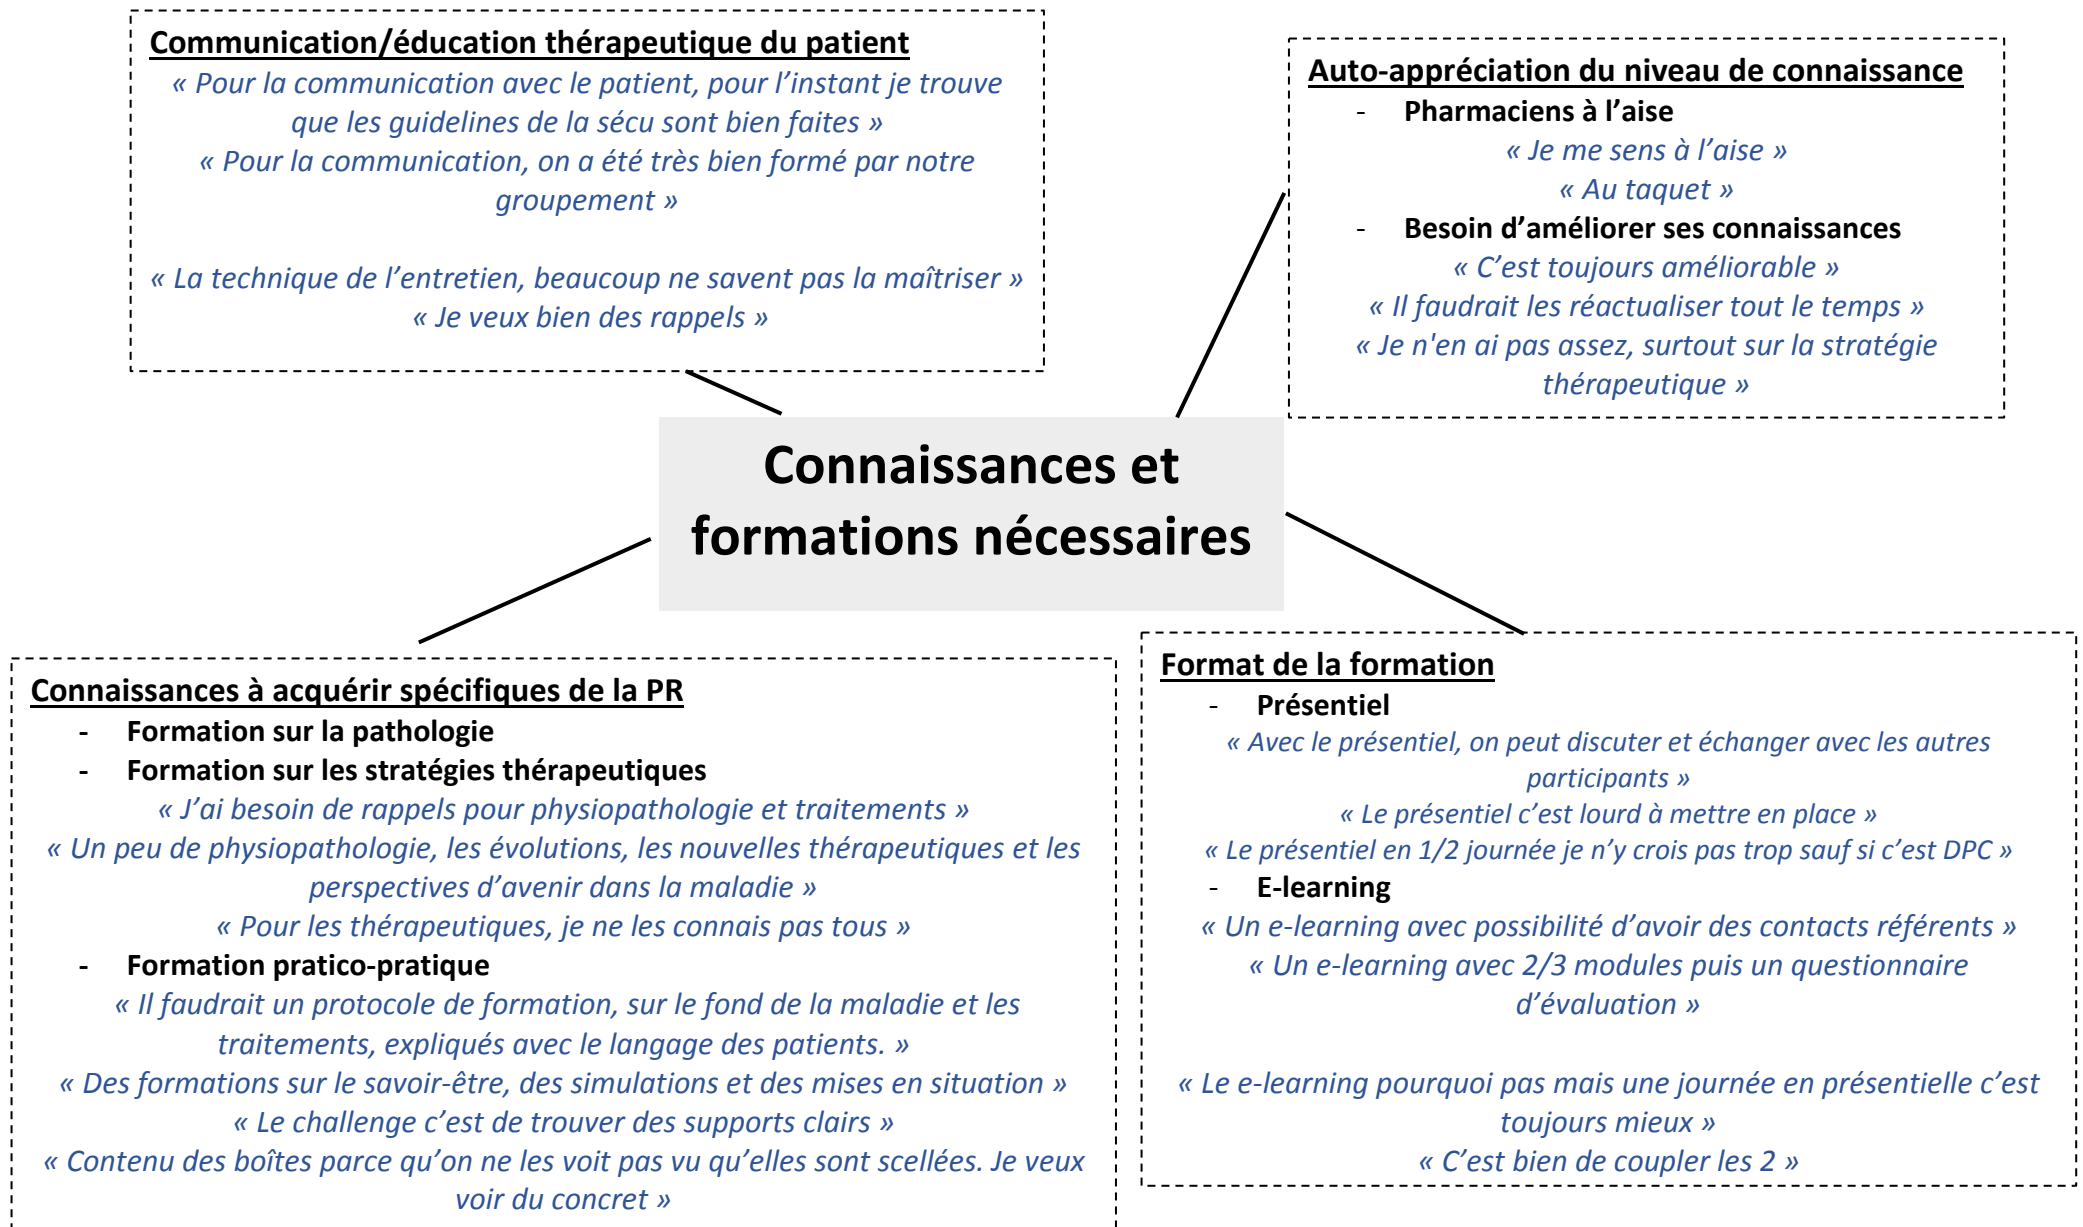 Communication/éducation thérapeutique du patient
« Pour la communication avec le patient, pour l’instant je trouve
que les guidelines de la sécu sont bien faites »
« Pour la communication, on a été très bien formé par notre
groupement »
« La technique de l’entretien, beaucoup ne savent pas la maîtriser »
« Je veux bien des rappels »
Auto-appréciation du niveau de connaissance
- Pharmaciens à l’aise
« Je me sens à l’aise »
« Au taquet »
- Besoin d’améliorer ses connaissances
« C’est toujours améliorable »
« Il faudrait les réactualiser tout le temps »
« Je n'en ai pas assez, surtout sur la stratégie
thérapeutique »
Connaissances et
formations nécessaires
Connaissances à acquérir spécifiques de la PR
- Formation sur la pathologie
- Formation sur les stratégies thérapeutiques
« J’ai besoin de rappels pour physiopathologie et traitements »
« Un peu de physiopathologie, les évolutions, les nouvelles thérapeutiques et les
perspectives d’avenir dans la maladie »
« Pour les thérapeutiques, je ne les connais pas tous »
- Formation pratico-pratique
« Il faudrait un protocole de formation, sur le fond de la maladie et les
traitements, expliqués avec le langage des patients. »
« Des formations sur le savoir-être, des simulations et des mises en situation »
« Le challenge c’est de trouver des supports clairs »
« Contenu des boîtes parce qu’on ne les voit pas vu qu’elles sont scellées. Je veux
voir du concret »
Format de la formation
- Présentiel
« Avec le présentiel, on peut discuter et échanger avec les autres
participants »
« Le présentiel c’est lourd à mettre en place »
« Le présentiel en 1/2 journée je n’y crois pas trop sauf si c’est DPC »
- E-learning
« Un e-learning avec possibilité d’avoir des contacts référents »
« Un e-learning avec 2/3 modules puis un questionnaire
d’évaluation »
« Le e-learning pourquoi pas mais une journée en présentielle c’est
toujours mieux »
« C’est bien de coupler les 2 »